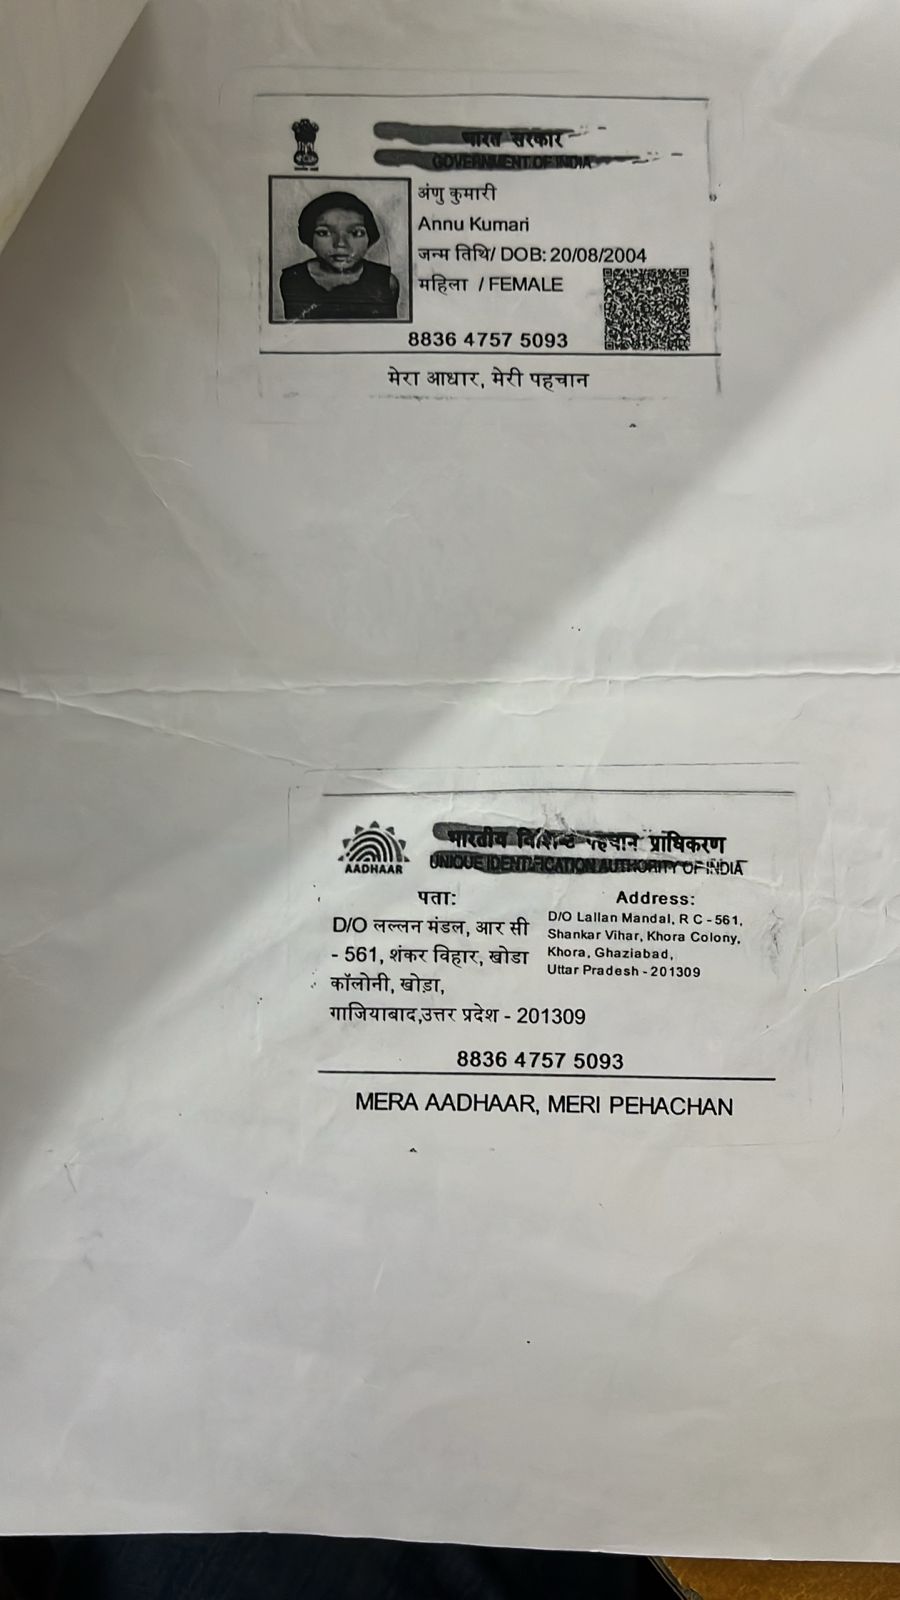 भारत सरकार
GOVERNMENT OF INDIA
अंणु कुमारी
Annu Kumari
जन्म तिथि/ DOB: 20/08/2004
महिला / FEMALE
8836 4757 5093
मेरा आधार, मेरी पहचान
AADHAAR
भारतीय विशिष्ट पहचान प्राधिकरण
UNIQUE IDENTIFICATION AUTHORITY OF INDIA
पता:
D/O लल्लन मंडल, आर सी
- 561, शंकर विहार, खोडा
कॉलोनी, खोड़ा,
गाजियाबाद,उत्तर प्रदेश - 201309
Address:
D/O Lallan Mandal, R C - 561,
Shankar Vihar, Khora Colony,
Khora, Ghaziabad,
Uttar Pradesh - 201309
8836 4757 5093
MERA AADHAAR, MERI PEHACHAN